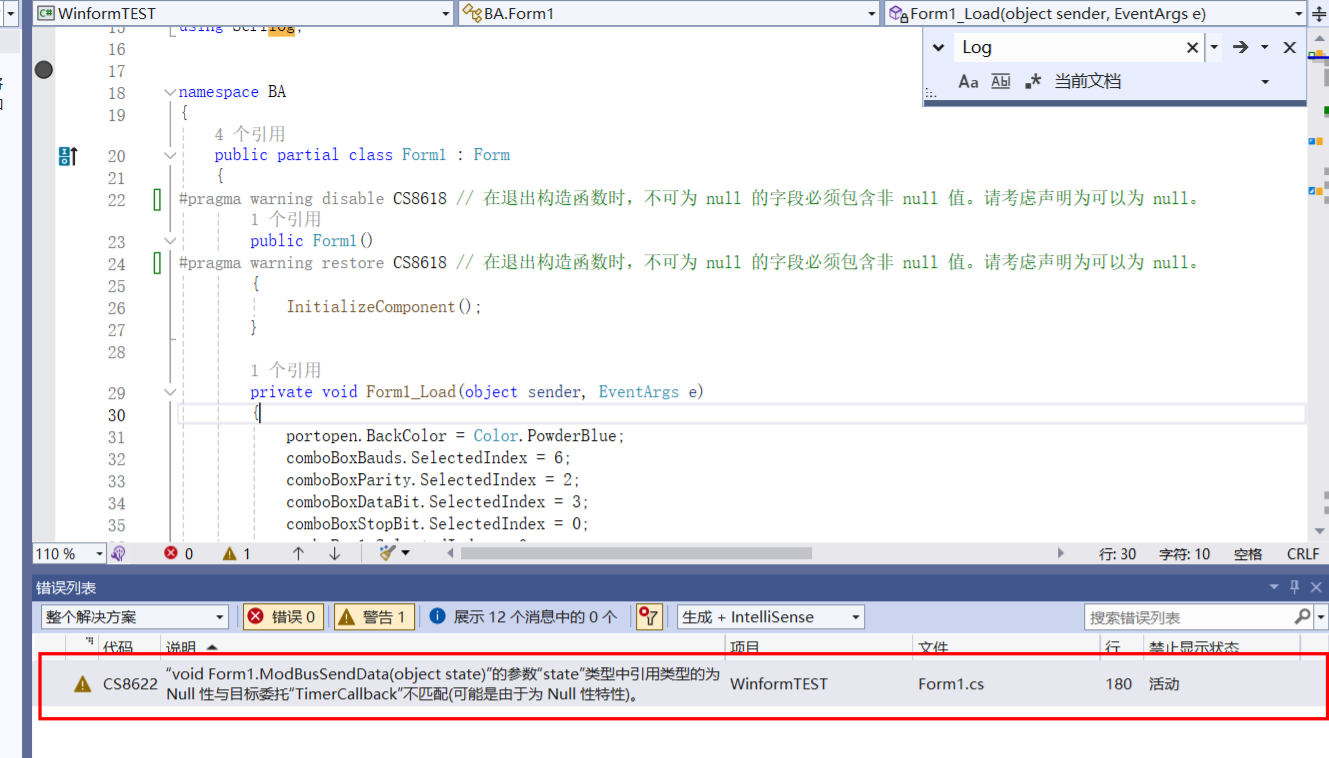 WinformTEST BA.Form1 Form1_Load(object sender, EventArgs e)
Log
Aa Abl .* 当前文档
15 using Serilog;
16
17
18 namespace BA
19 {
4 个引用
20 public partial class Form1 : Form
21 {
22 #pragma warning disable CS8618 // 在退出构造函数时，不可为 null 的字段必须包含非 null 值。请考虑声明为可以为 null。
1 个引用
23 public Form1()
24 #pragma warning restore CS8618 // 在退出构造函数时，不可为 null 的字段必须包含非 null 值。请考虑声明为可以为 null。
25 {
26 InitializeComponent();
27 }
28
1 个引用
29 private void Form1_Load(object sender, EventArgs e)
30 {
31 portopen.BackColor = Color.PowderBlue;
32 comboBoxBauds.SelectedIndex = 6;
33 comboBoxParity.SelectedIndex = 2;
34 comboBoxDataBit.SelectedIndex = 3;
35 comboBoxStopBit.SelectedIndex = 0;
110 % 0 1 行: 30 字符: 10 空格 CRLF
错误列表
整个解决方案 错误 0 警告 1 展示 12 个消息中的 0 个 生成 + IntelliSense 搜索错误列表
代码 说明 项目 文件 行 禁止显示状态
CS8622 “void Form1.ModBusSendData(object state)”的参数“state”类型中引用类型的为 WinformTEST Form1.cs 180 活动
Null 性与目标委托“TimerCallback”不匹配(可能是由于为 Null 性特性)。